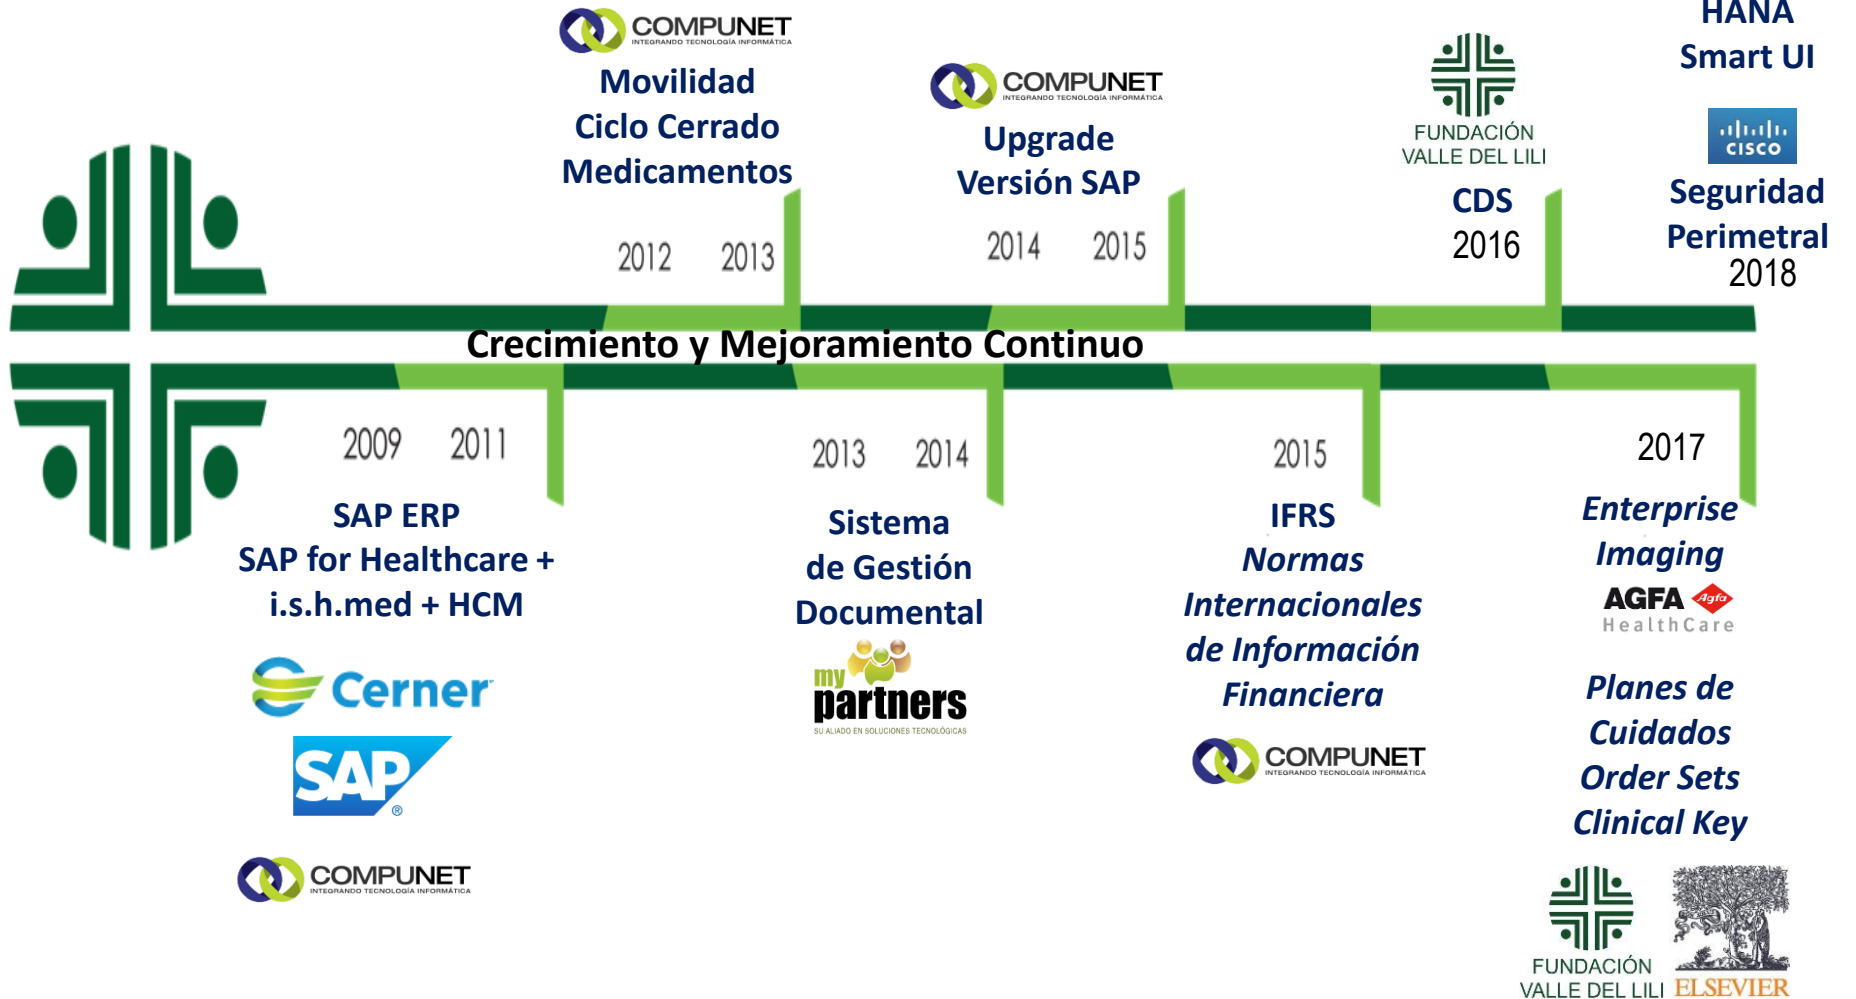 COMPUNET
INTEGRANDO TECNOLOGÍA INFORMÁTICA
Movilidad
Ciclo Cerrado
Medicamentos
2012 2013
COMPUNET
INTEGRANDO TECNOLOGÍA INFORMÁTICA
Upgrade
Versión SAP
2014 2015
FUNDACIÓN
VALLE DEL LILI
CDS
2016
HANA
Smart UI
CISCO
Seguridad
Perimetral
2018
Crecimiento y Mejoramiento Continuo
2009 2011
SAP ERP
SAP for Healthcare +
i.s.h.med + HCM
Cerner
SAP®
COMPUNET
INTEGRANDO TECNOLOGÍA INFORMÁTICA
2013 2014
Sistema
de Gestión
Documental
my
partners
SU ALIADO EN SOLUCIONES TECNOLÓGICAS
2015
IFRS
Normas
Internacionales
de Información
Financiera
COMPUNET
INTEGRANDO TECNOLOGÍA INFORMÁTICA
2017
Enterprise
Imaging
AGFA Agfa
HealthCare
Planes de
Cuidados
Order Sets
Clinical Key
FUNDACIÓN
VALLE DEL LILI
ELSEVIER